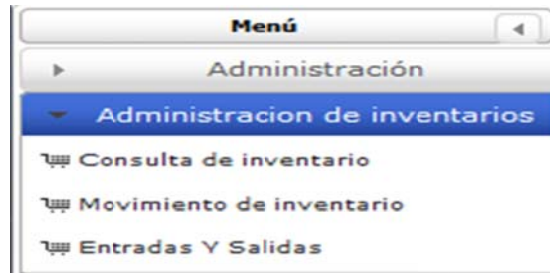 Menú
Administración
Administracion de inventarios
Consulta de inventario
Movimiento de inventario
Entradas Y Salidas